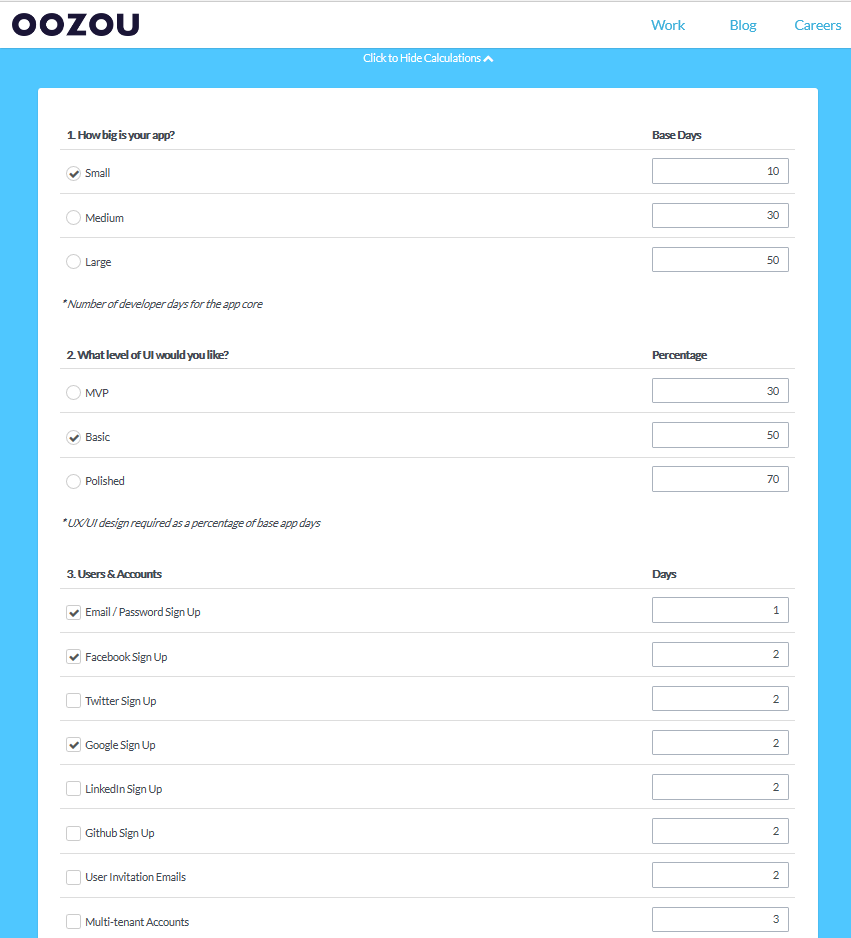 OOZOU Work Blog Careers
Click to Hide Calculations
1. How big is your app? Base Days
Small 10
Medium 30
Large 50
* Number of developer days for the app core
2. What level of UI would you like? Percentage
MVP 30
Basic 50
Polished 70
* UX/UI design required as a percentage of base app days
3. Users & Accounts Days
Email / Password Sign Up 1
Facebook Sign Up 2
Twitter Sign Up 2
Google Sign Up 2
LinkedIn Sign Up 2
Github Sign Up 2
User Invitation Emails 2
Multi-tenant Accounts 3